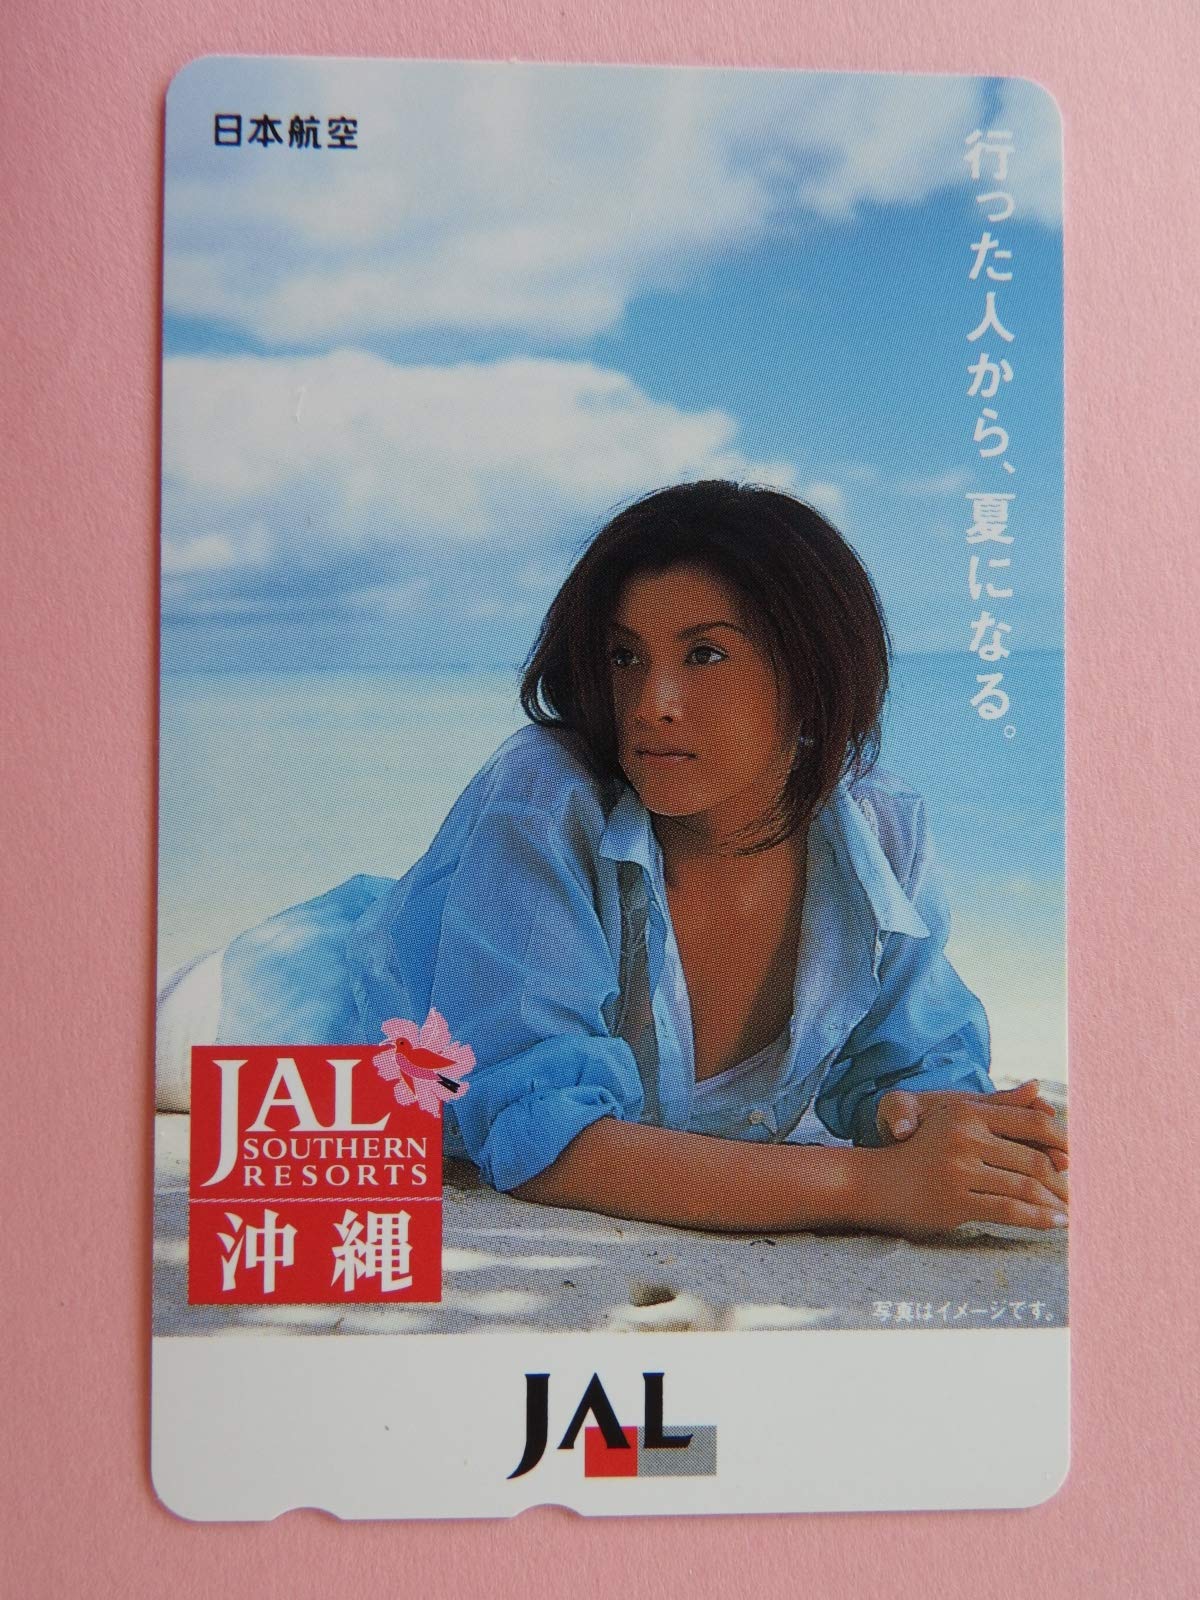 日本航空
行った人から、夏になる。
JAL
SOUTHERN
RESORTS
沖縄
写真はイメージです。
JAL